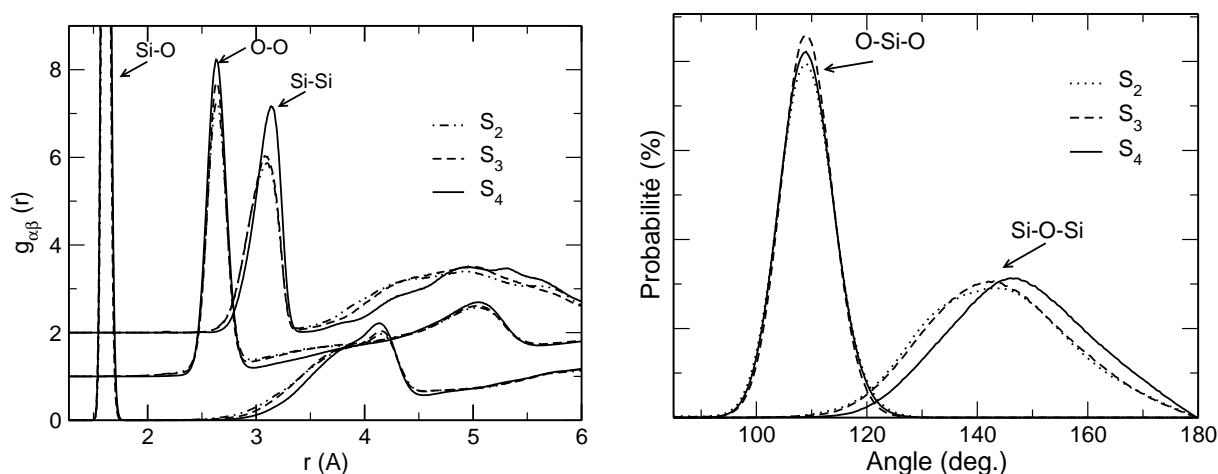 8
6
4
2
0
g αβ (r)
Si-O
O-O
Si-Si
S2
S3
S4
2
3
4
5
6
r (A)
Probabilité (%)
O-Si-O
S2
S3
S4
Si-O-Si
100
120
140
160
180
Angle (deg.)